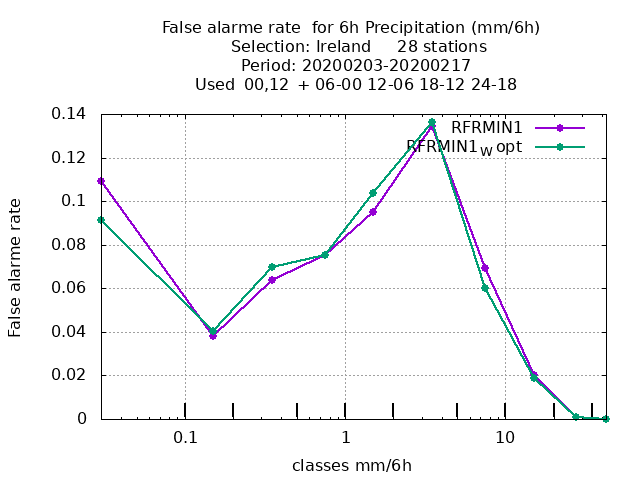 False alarme rate  for 6h Precipitation (mm/6h)
Selection: Ireland     28 stations
Period: 20200203-20200217
Used  00,12  + 06-00 12-06 18-12 24-18
RFRMIN1
RFRMIN1W opt
0.14
0.12
0.1
0.08
0.06
0.04
0.02
0
False alarme rate
0.1 1 10
classes mm/6h